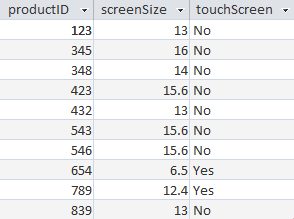 productID screenSize touchScreen
123 13 No
345 16 No
348 14 No
423 15.6 No
432 13 No
543 15.6 No
546 15.6 No
654 6.5 Yes
789 12.4 Yes
839 13 No